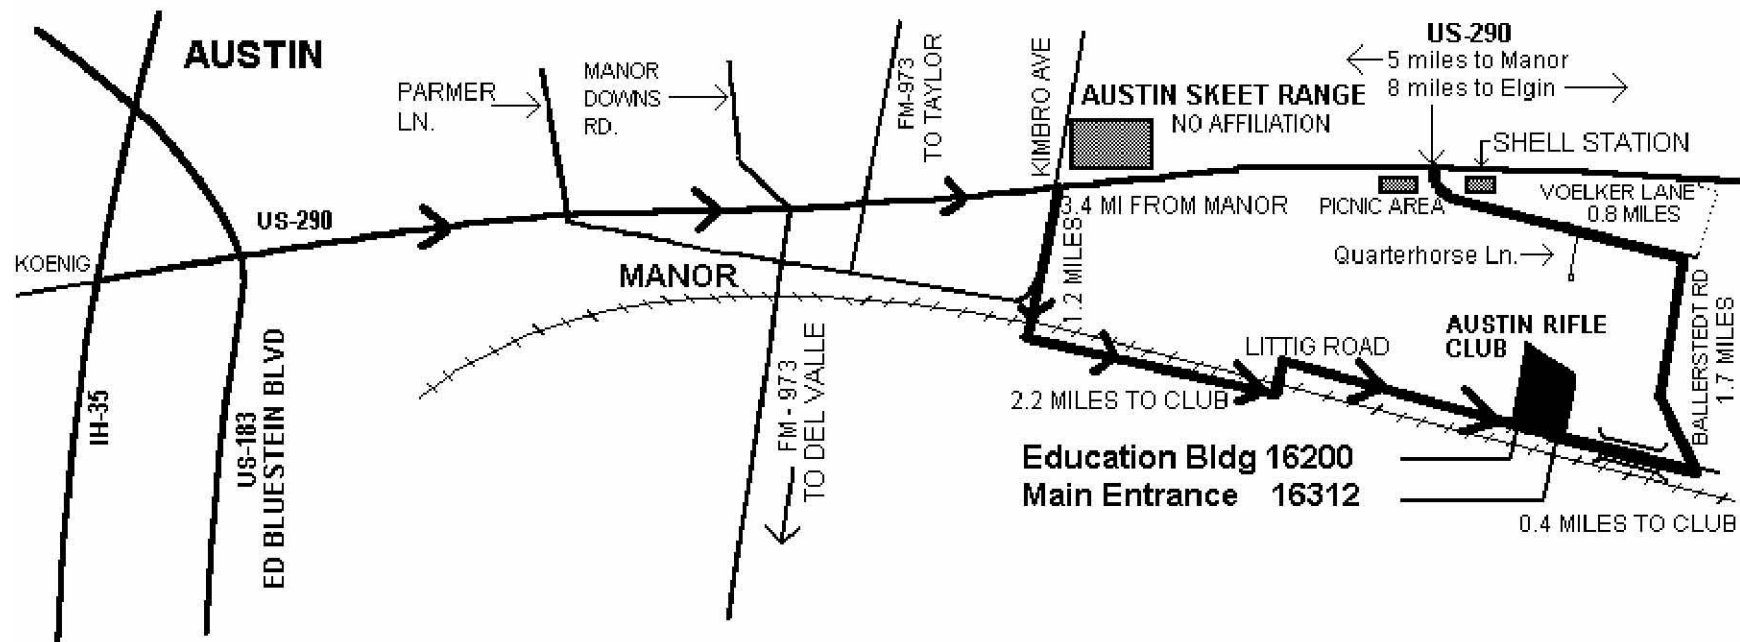 AUSTIN
US-290
5 miles to Manor
8 miles to Elgin
PARMER
LN.
MANOR
DOWNS
RD.
FM-973
TO TAYLOR
KIMBRO AVE
AUSTIN SKEET RANGE
NO AFFILIATION
SHELL STATION
US-290
3.4 MI FROM MANOR
PICNIC AREA
VOELKER LANE
0.8 MILES
KOENIG
MANOR
1.2 MILES
Quarterhorse Ln.
BALLERSTEDT RD
1.7 MILES
AUSTIN RIFLE
CLUB
LITTIG ROAD
2.2 MILES TO CLUB
IH-35
US-183
ED BLUESTEIN BLVD
FM - 973
TO DEL VALLE
Education Bldg 16200
Main Entrance 16312
0.4 MILES TO CLUB